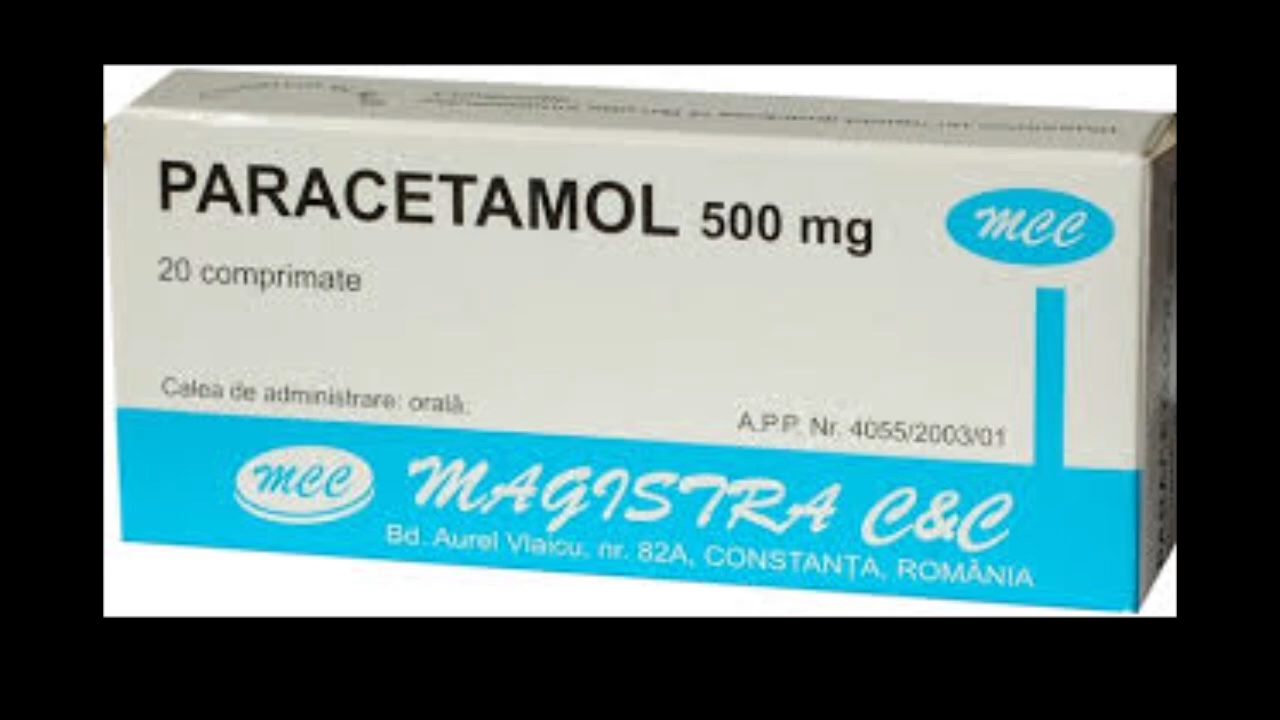 PARACETAMOL 500 mg
MCC
20 comprimate
Calea de administrare: orală.
A.P.P. Nr. 4055/2003/01
MCC MAGISTRA C&C
Bd. Aurel Vlaicu, nr. 82A, CONSTANȚA, ROMÂNIA